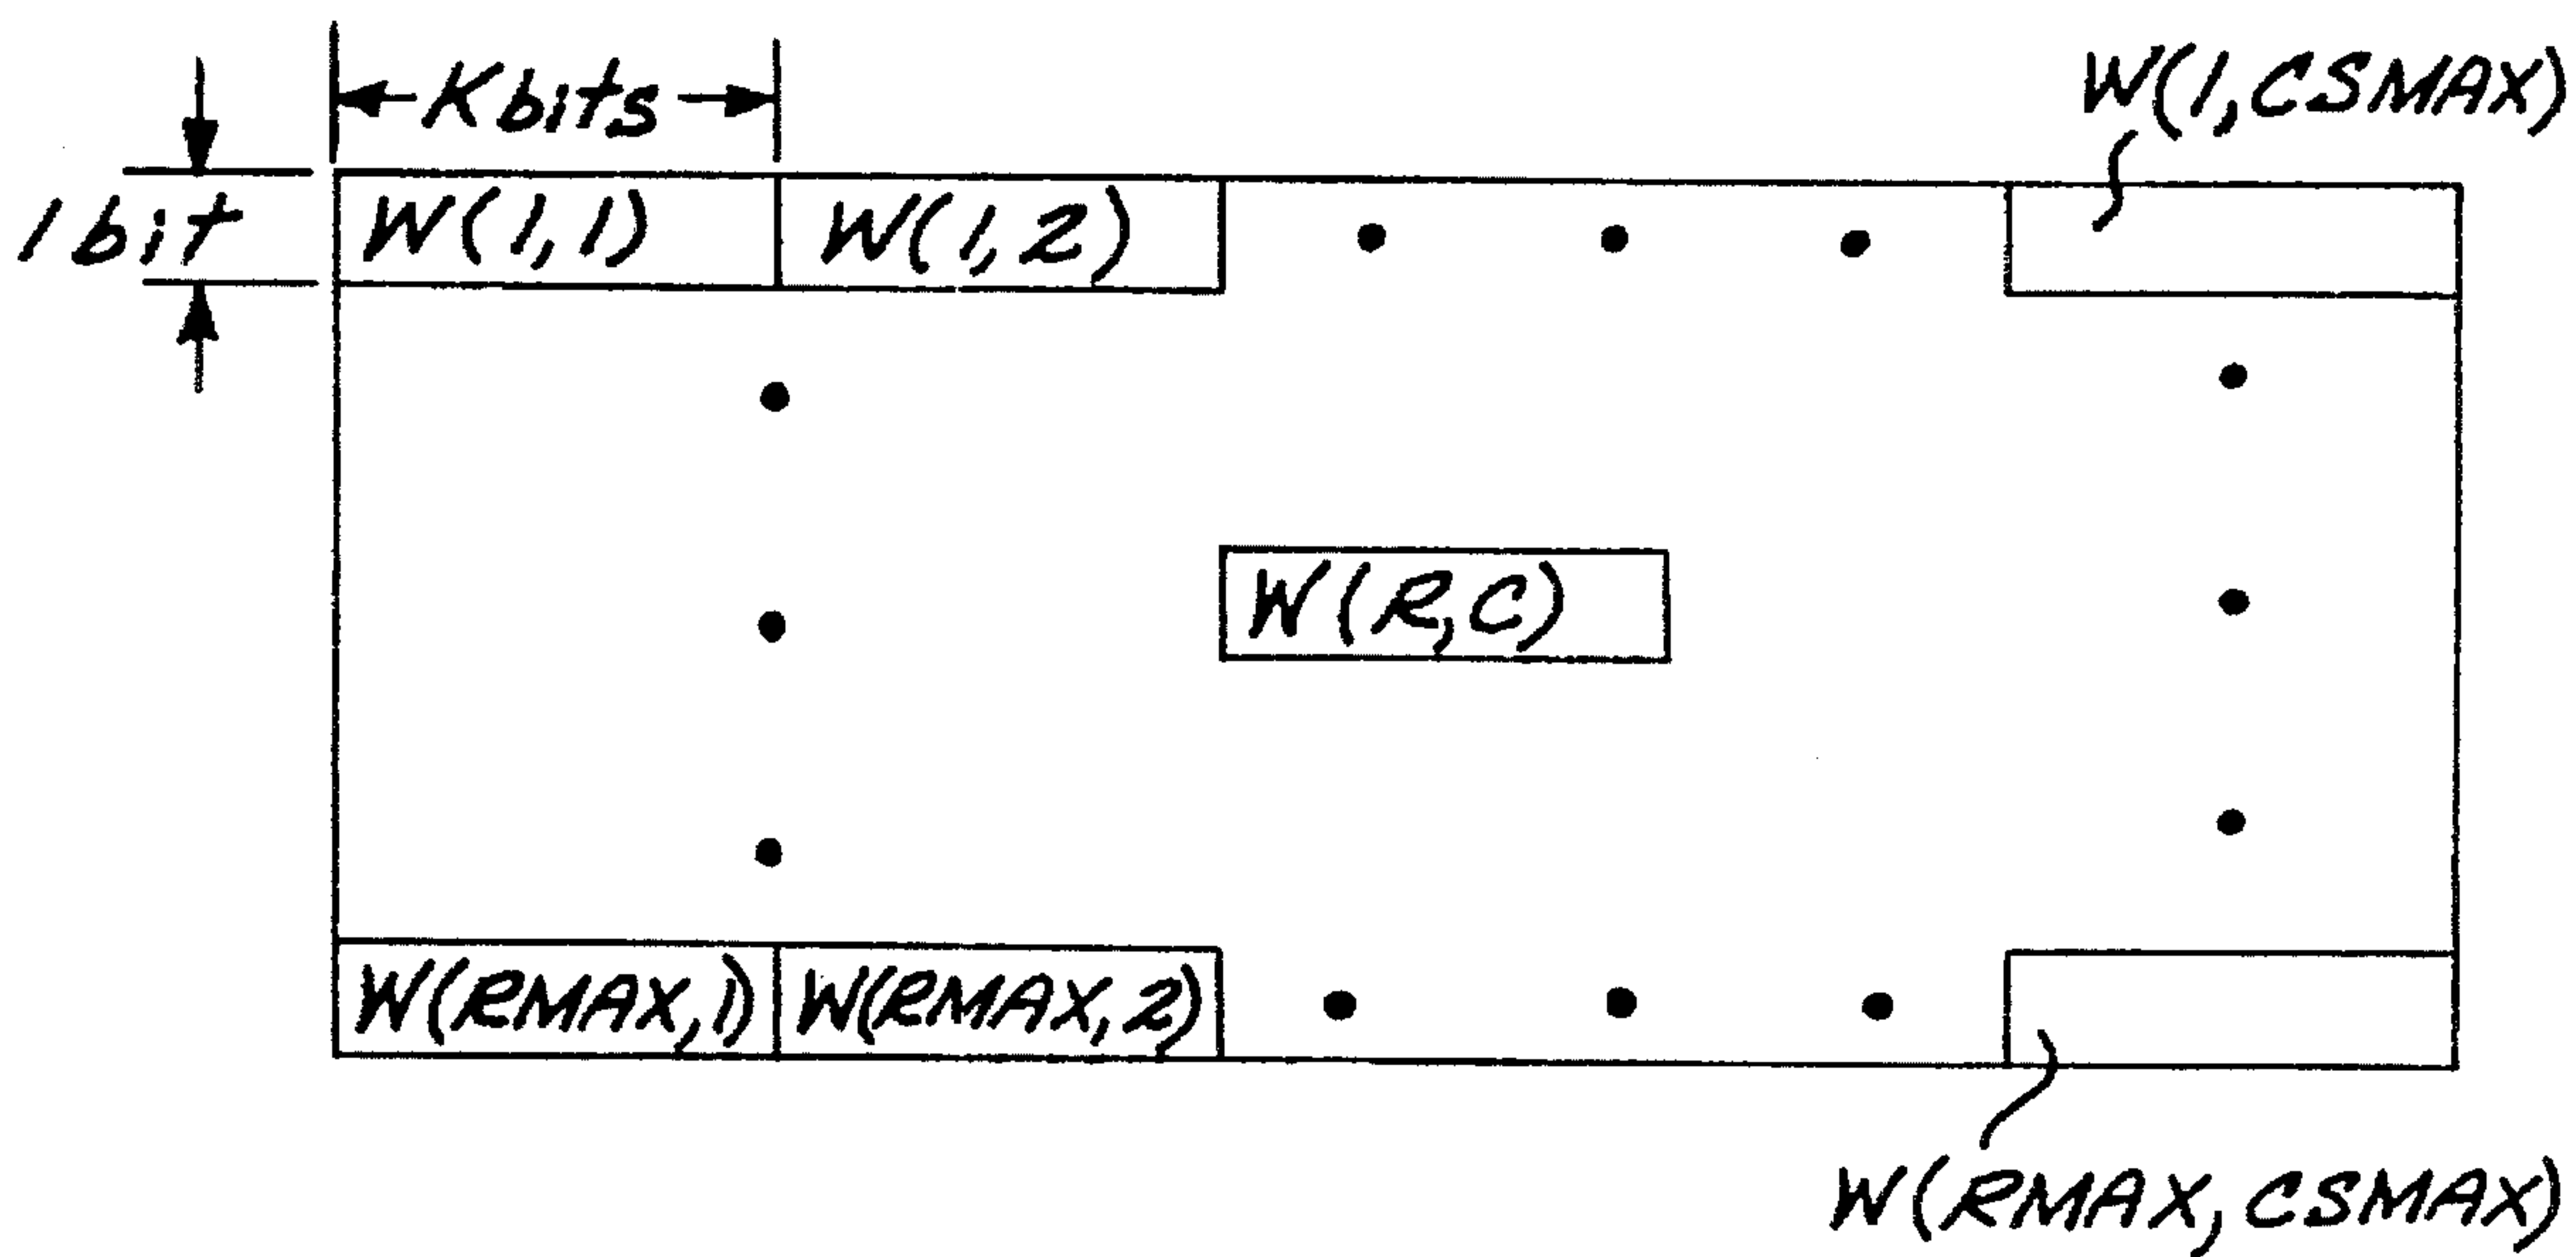 K bits
W(1,CSMAX)
1 bit
W(1,1)
W(1,2)
W(R,C)
W(RMAX,1)
W(RMAX,2)
W(RMAX,CSMAX)